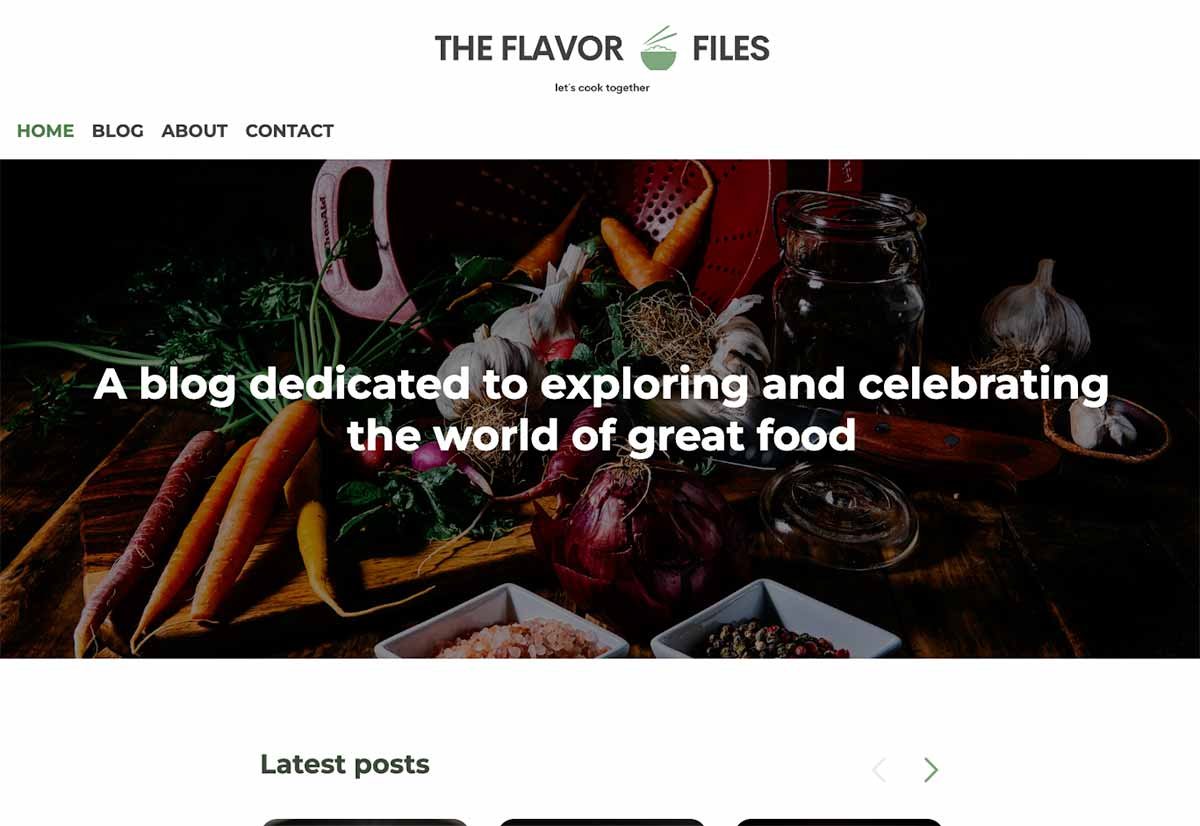 THE FLAVOR FILES
let's cook together
HOME BLOG ABOUT CONTACT
KitchenAid
A blog dedicated to exploring and celebrating
the world of great food
Latest posts